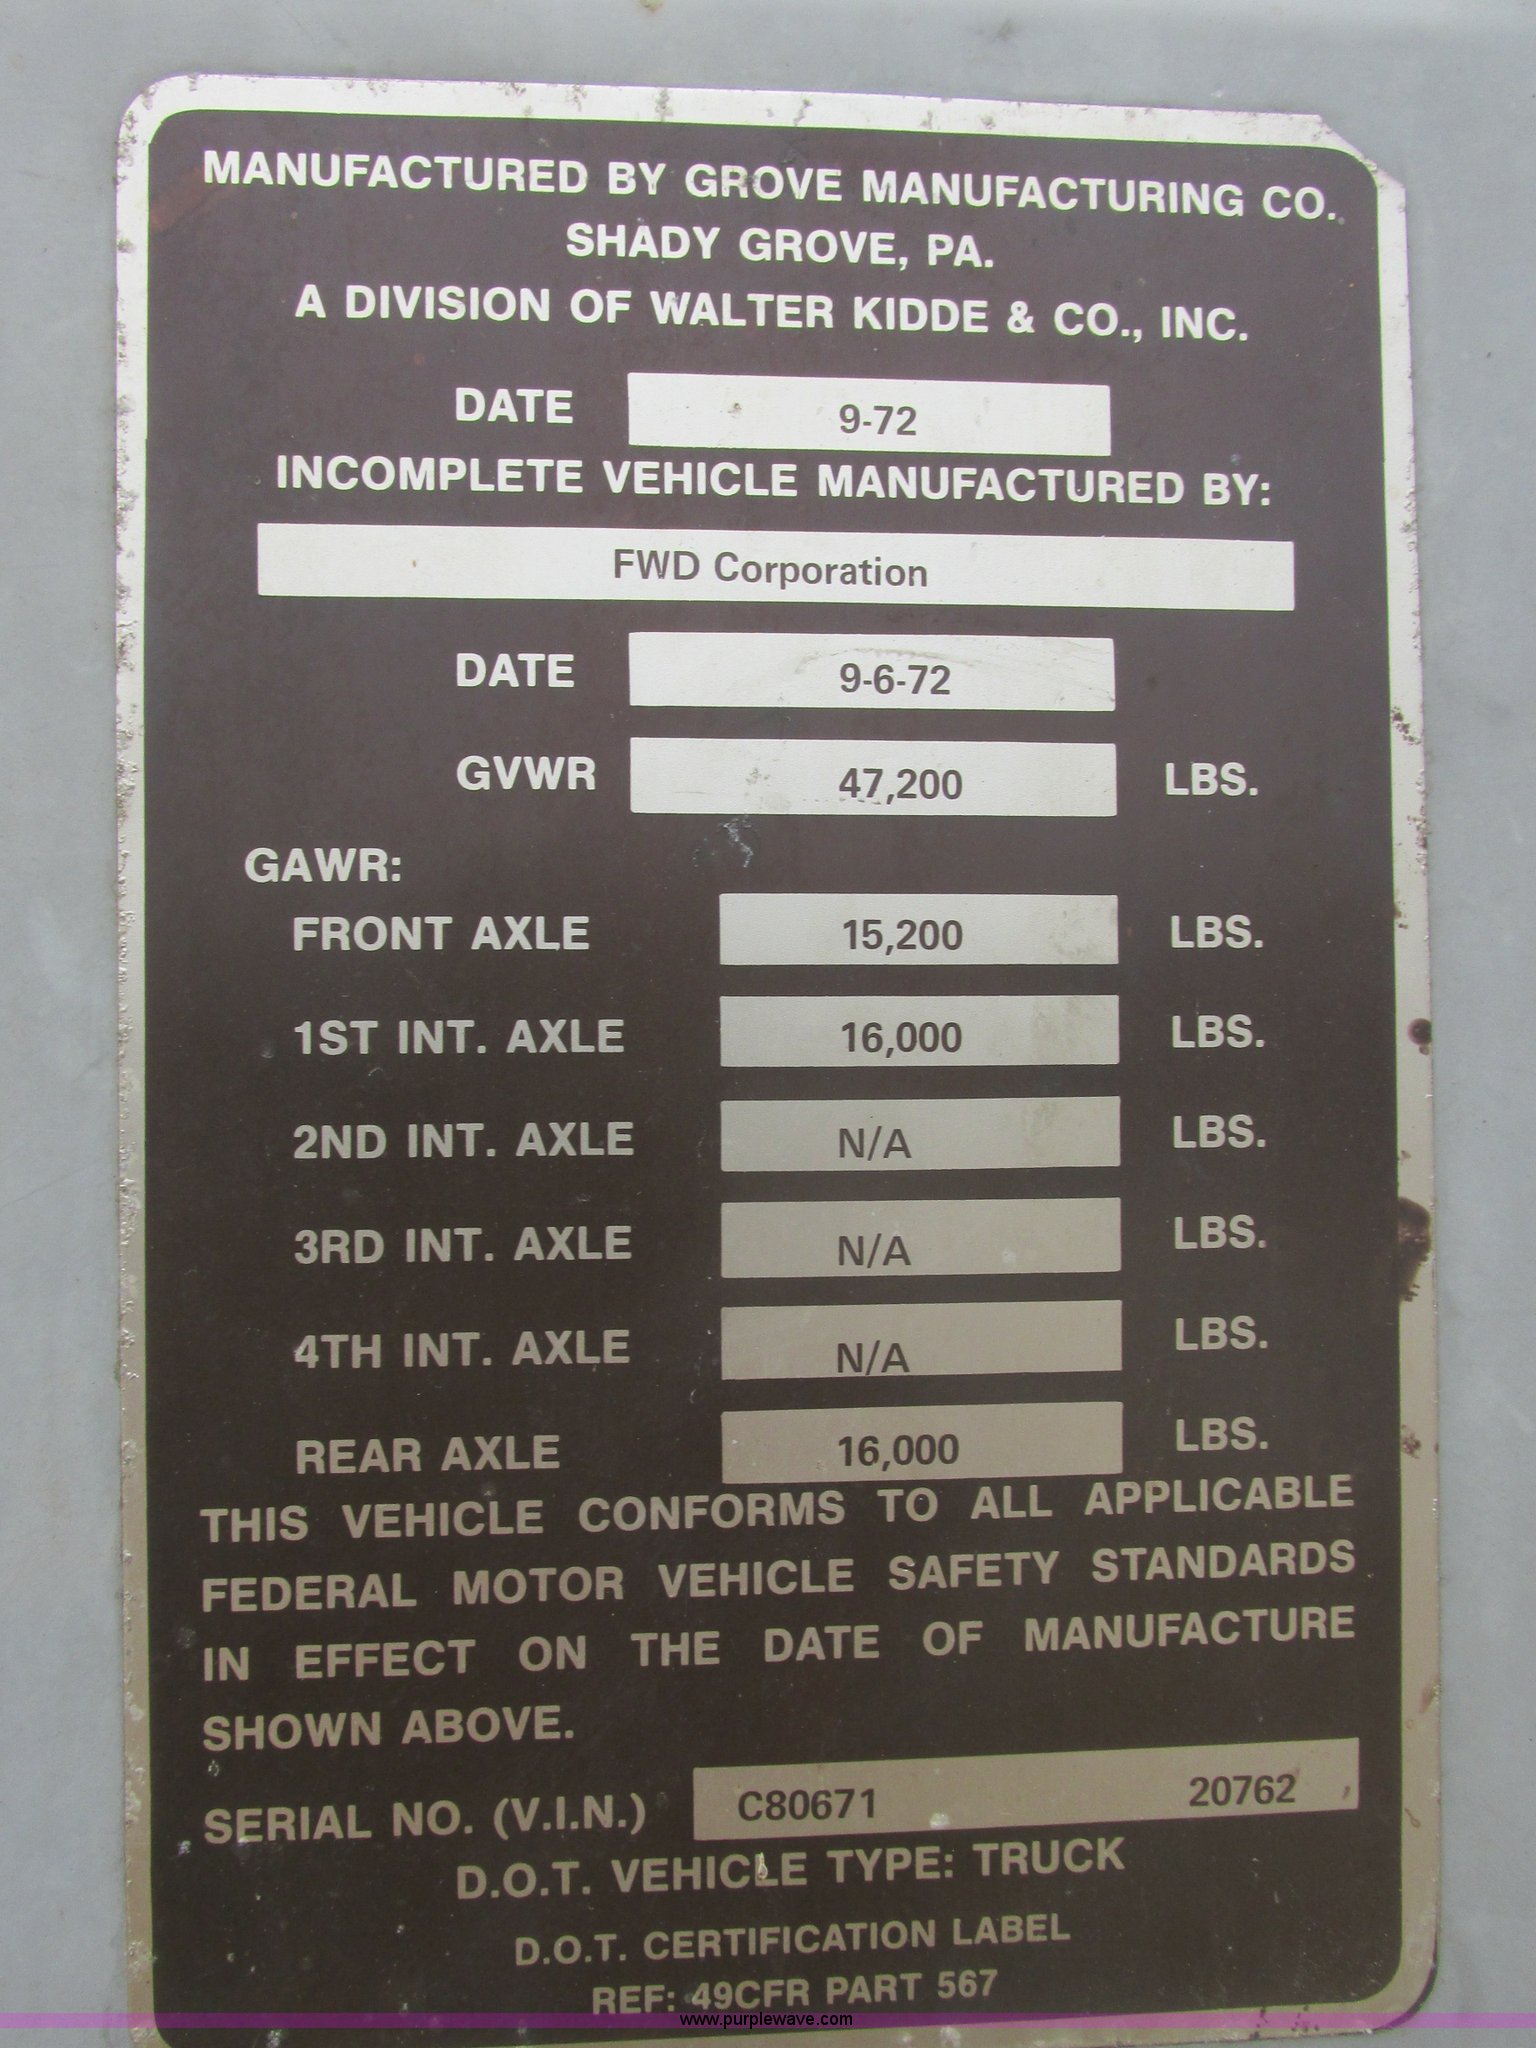 MANUFACTURED BY GROVE MANUFACTURING CO.
SHADY GROVE, PA.
A DIVISION OF WALTER KIDDE & CO., INC.
DATE 9-72
INCOMPLETE VEHICLE MANUFACTURED BY:
FWD Corporation
DATE 9-6-72
GVWR 47,200 LBS.
GAWR:
FRONT AXLE 15,200 LBS.
1ST INT. AXLE 16,000 LBS.
2ND INT. AXLE N/A LBS.
3RD INT. AXLE N/A LBS.
4TH INT. AXLE N/A LBS.
REAR AXLE 16,000 LBS.
THIS VEHICLE CONFORMS TO ALL APPLICABLE
FEDERAL MOTOR VEHICLE SAFETY STANDARDS
IN EFFECT ON THE DATE OF MANUFACTURE
SHOWN ABOVE.
SERIAL NO. (V.I.N.) C80671 20762
D.O.T. VEHICLE TYPE: TRUCK
D.O.T. CERTIFICATION LABEL
REF: 49CFR PART 567
www.purplewave.com